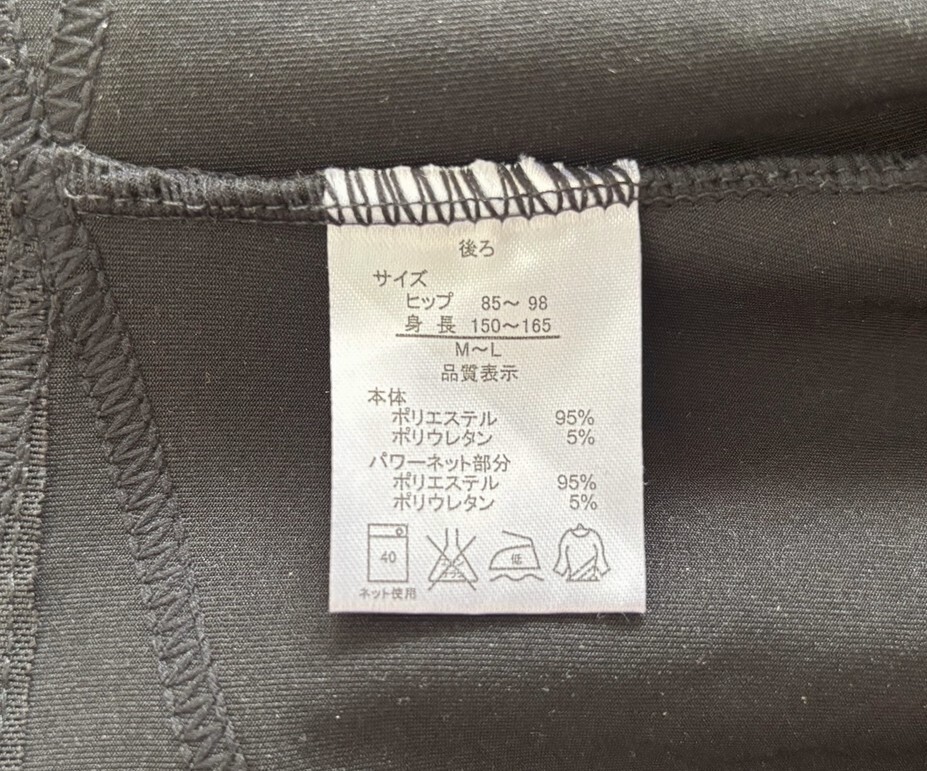 後ろ
サイズ
ヒップ 85～98
身長 150～165
M～L
品質表示
本体
ポリエステル 95%
ポリウレタン 5%
パワーネット部分
ポリエステル 95%
ポリウレタン 5%
40 低
ネット使用